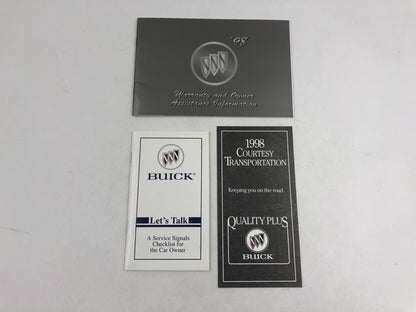 '98
Warranty and Owner
Assistance Information
BUICK
Let's Talk
A Service Signals
Checklist for
the Car Owner
1998
COURTESY
TRANSPORTATION
Keeping you on the road.
QUALITY PLUS
BUICK